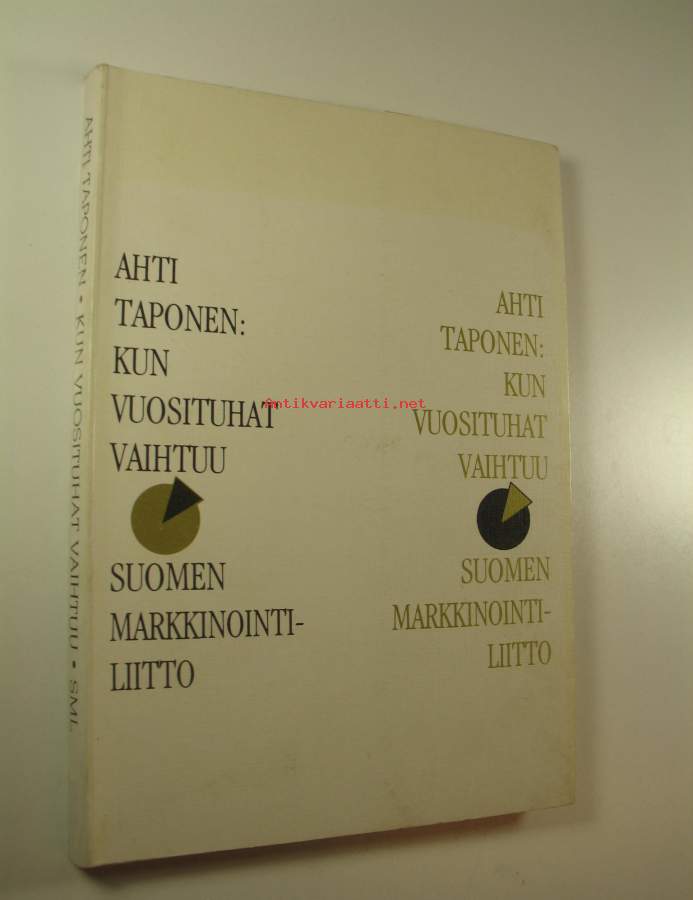 AHTI TAPONEN • KUN VUOSITUHAT VAIHTUU • SML
AHTI
TAPONEN:
KUN
VUOSITUHAT
VAIHTUU
SUOMEN
MARKKINOINTI-
LIITTO
AHTI
TAPONEN:
KUN
VUOSITUHAT
VAIHTUU
SUOMEN
MARKKINOINTI-
LIITTO
Antikvariaatti.net